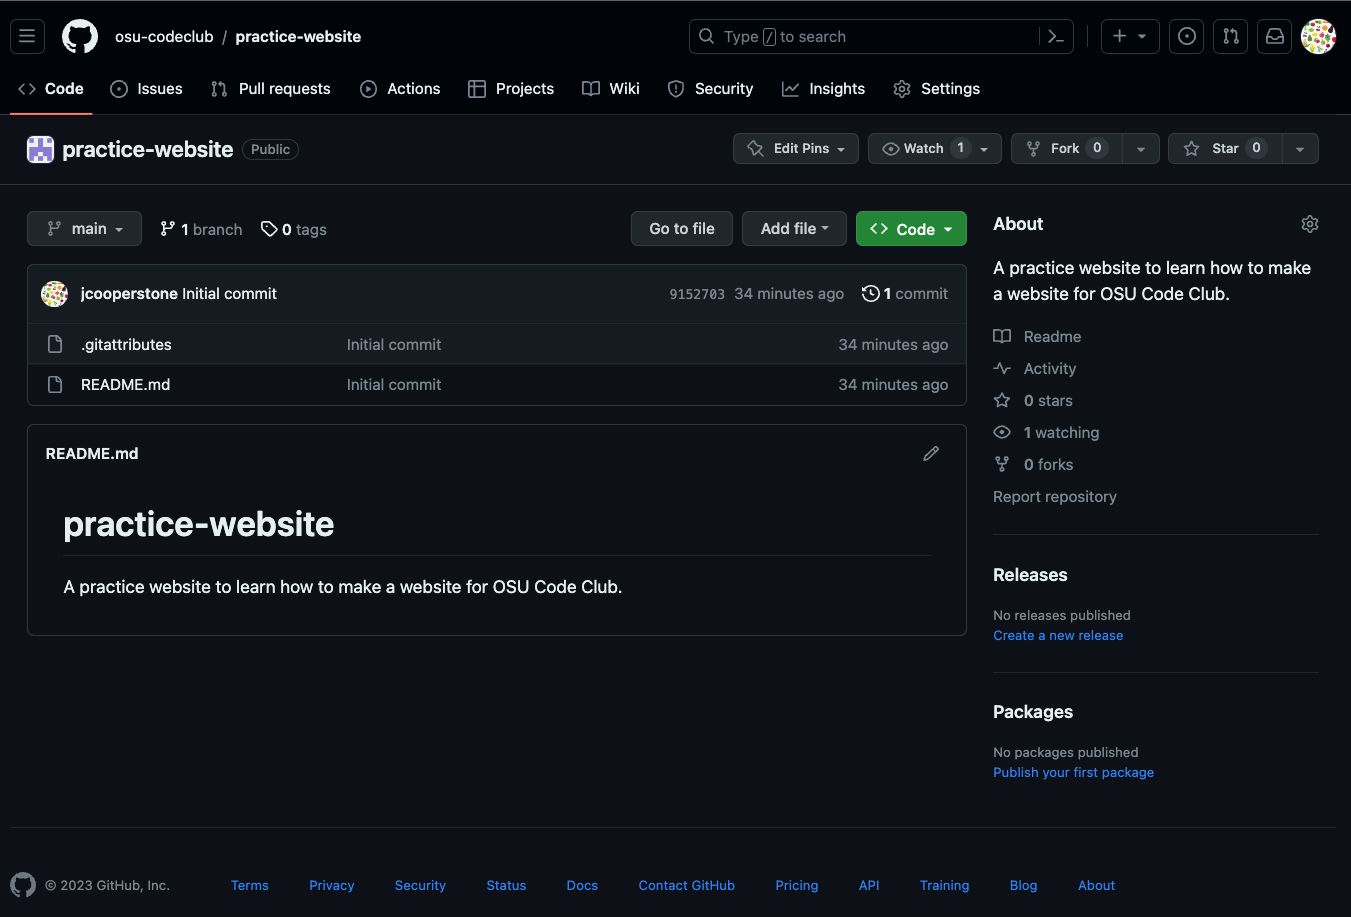 osu-codeclub / practice-website
Type / to search
Code Issues Pull requests Actions Projects Wiki Security Insights Settings
practice-website Public
Edit Pins Watch 1 Fork 0 Star 0
main 1 branch 0 tags
Go to file Add file Code
jcooperstone Initial commit 9152703 34 minutes ago 1 commit
.gitattributes Initial commit 34 minutes ago
README.md Initial commit 34 minutes ago
README.md
practice-website
A practice website to learn how to make a website for OSU Code Club.
About
A practice website to learn how to make
a website for OSU Code Club.
Readme
Activity
0 stars
1 watching
0 forks
Report repository
Releases
No releases published
Create a new release
Packages
No packages published
Publish your first package
© 2023 GitHub, Inc. Terms Privacy Security Status Docs Contact GitHub Pricing API Training Blog About